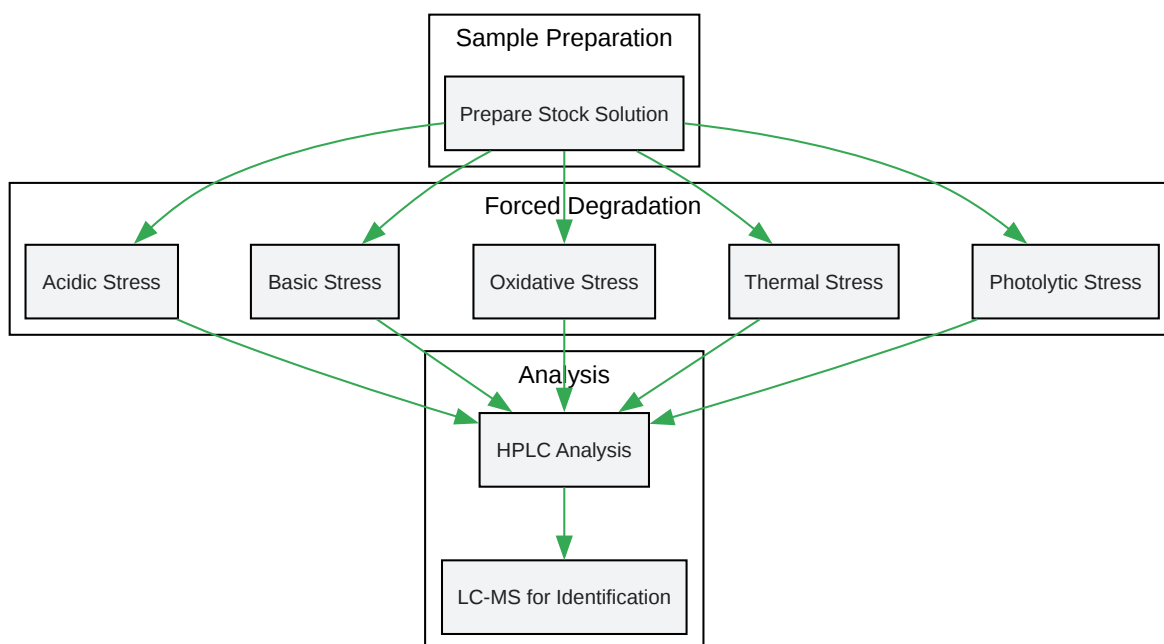 Sample Preparation
Prepare Stock Solution
Forced Degradation
Acidic Stress
Basic Stress
Oxidative Stress
Thermal Stress
Photolytic Stress
Analysis
HPLC Analysis
LC-MS for Identification